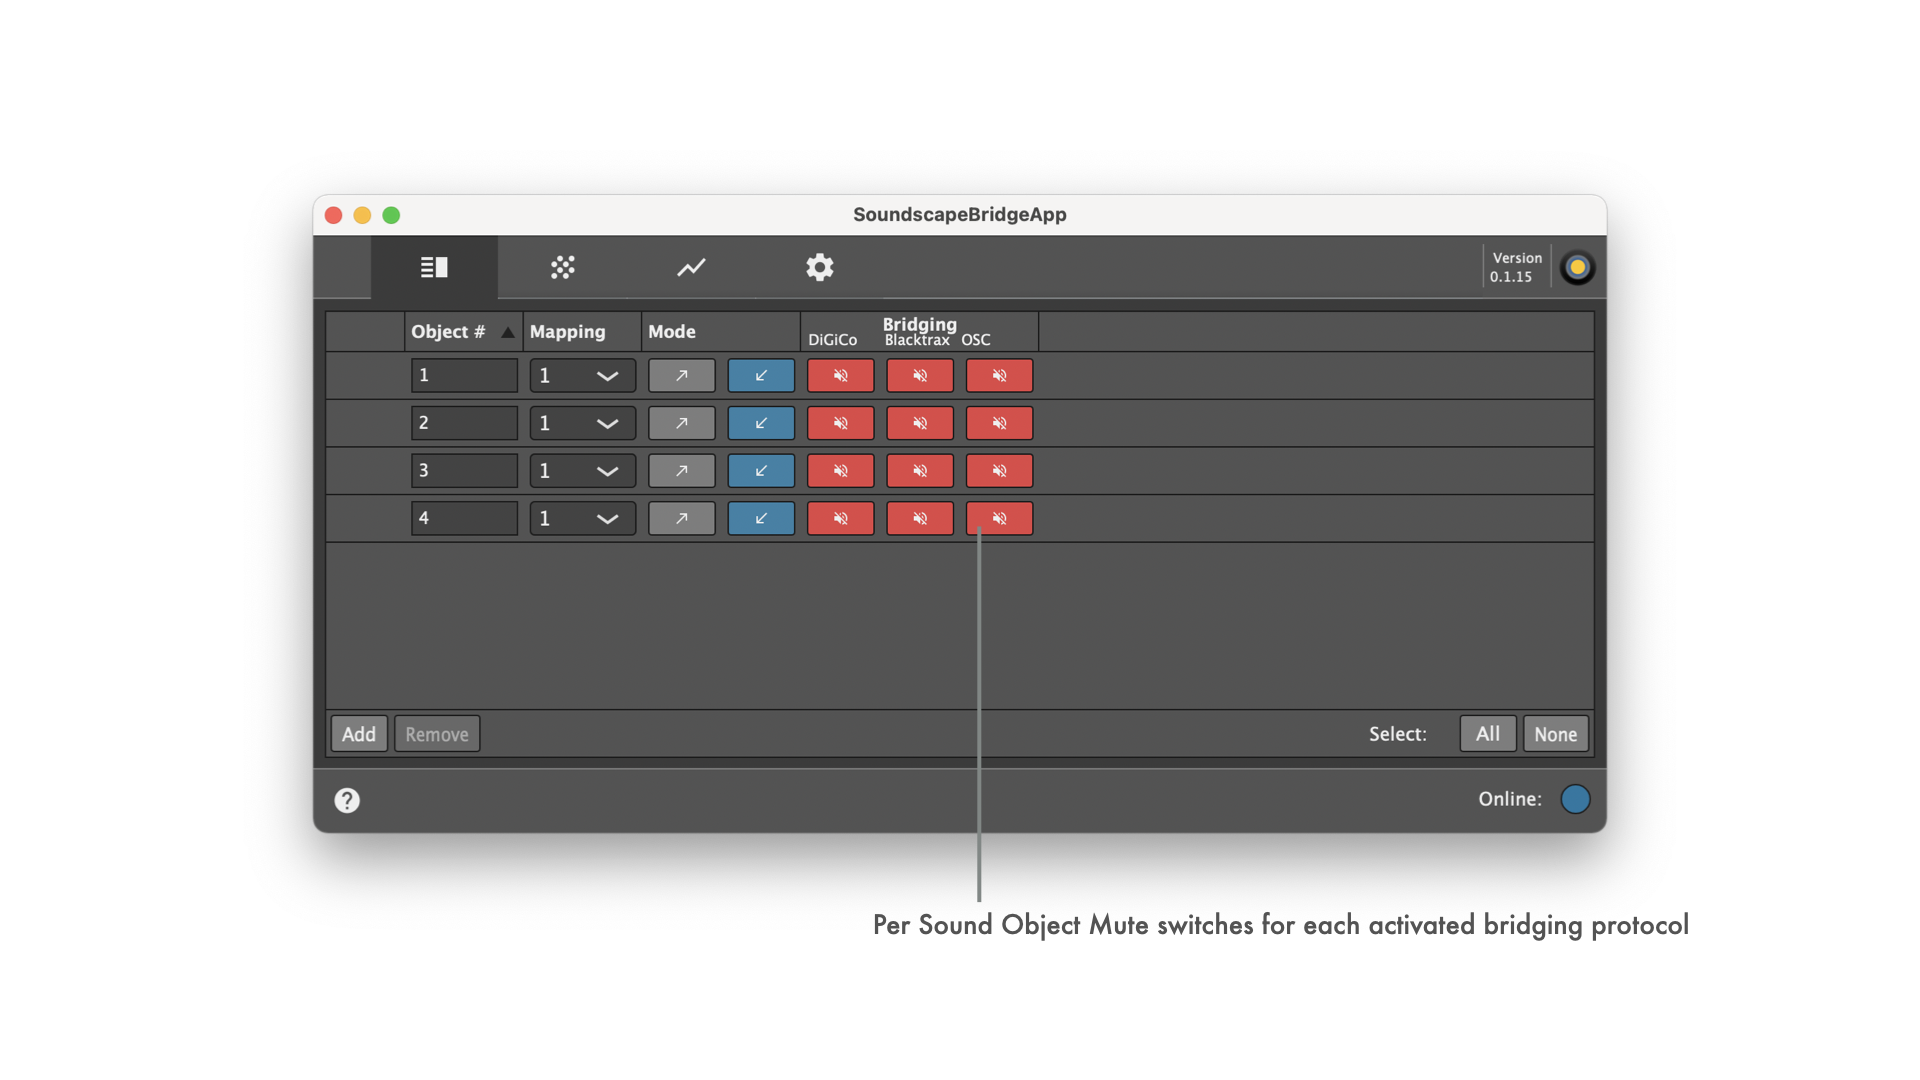 SoundscapeBridgeApp
Version
0.1.15
Object # Mapping Mode Bridging
DiGiCo Blacktrax OSC
1 1
2 1
3 1
4 1
Add Remove Select: All None
? Online:
Per Sound Object Mute switches for each activated bridging protocol